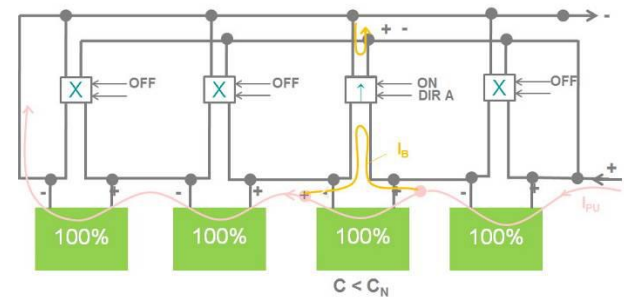 -
+ -
X OFF
X OFF
↑ ON
DIR A
X OFF
I_B
+
- + - + + - + - +
I_PU
100% 100% 100% 100%
C < C_N